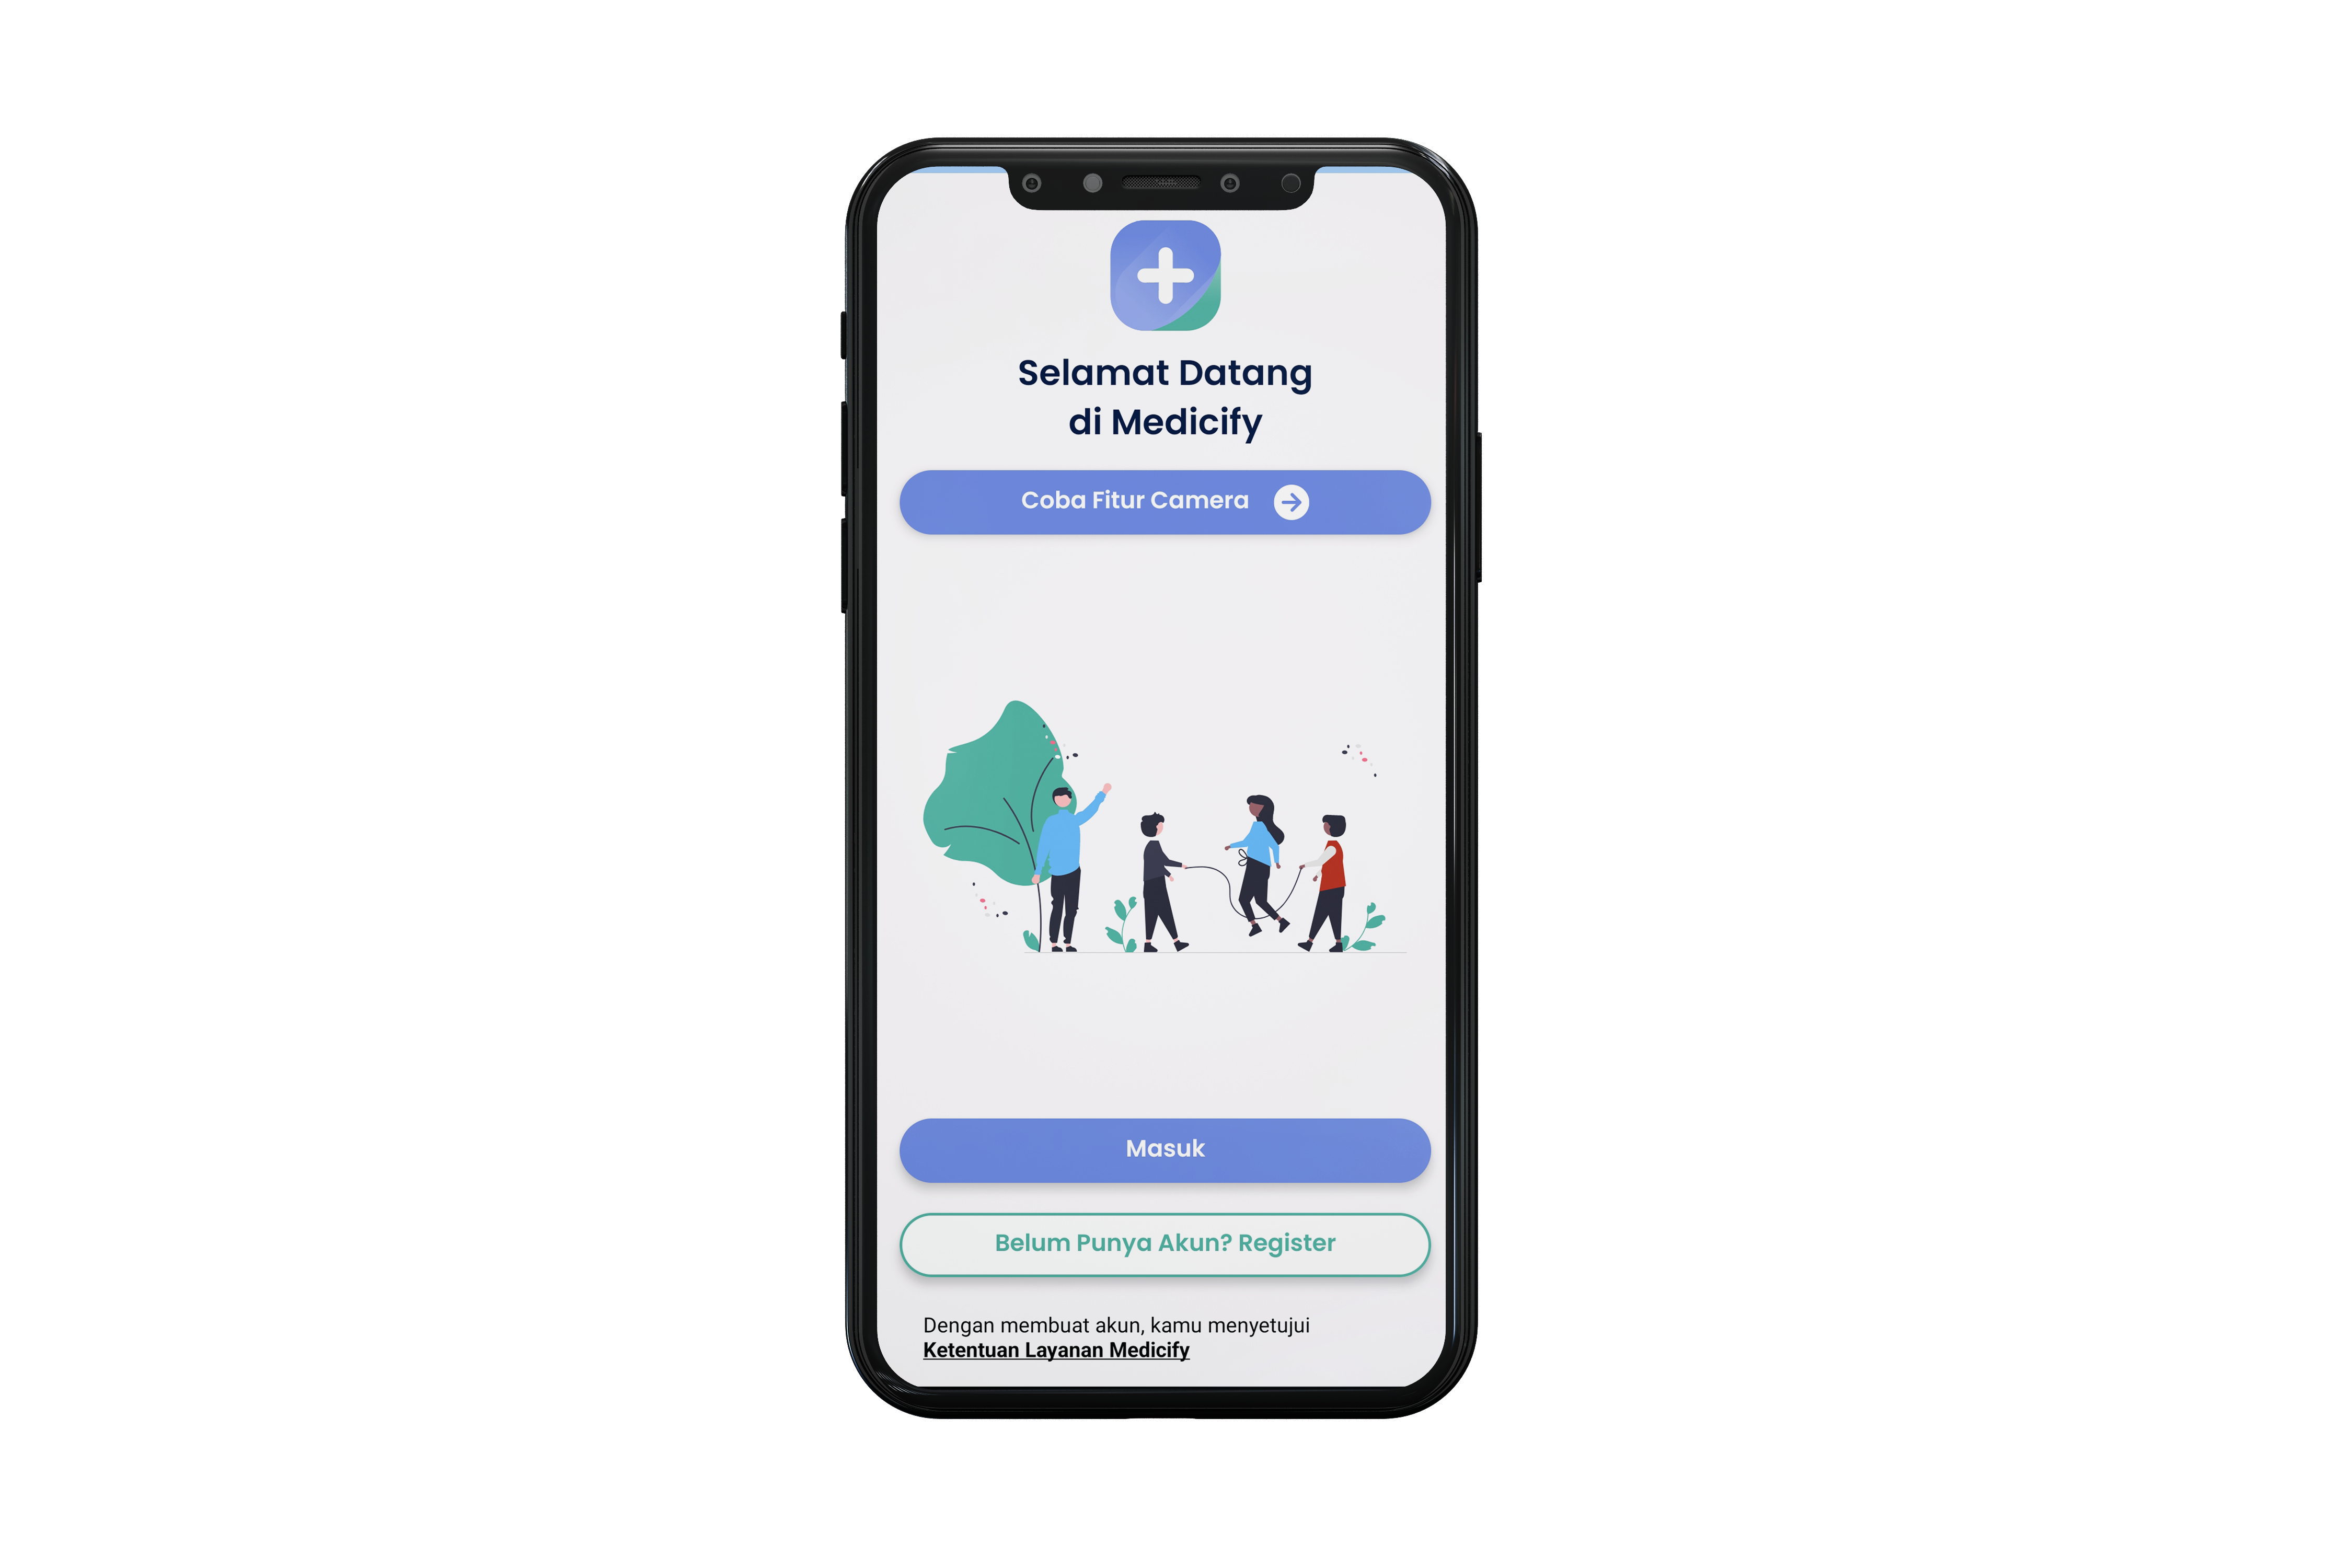 Selamat Datang
di Medicify
Coba Fitur Camera
Masuk
Belum Punya Akun? Register
Dengan membuat akun, kamu menyetujui
Ketentuan Layanan Medicify